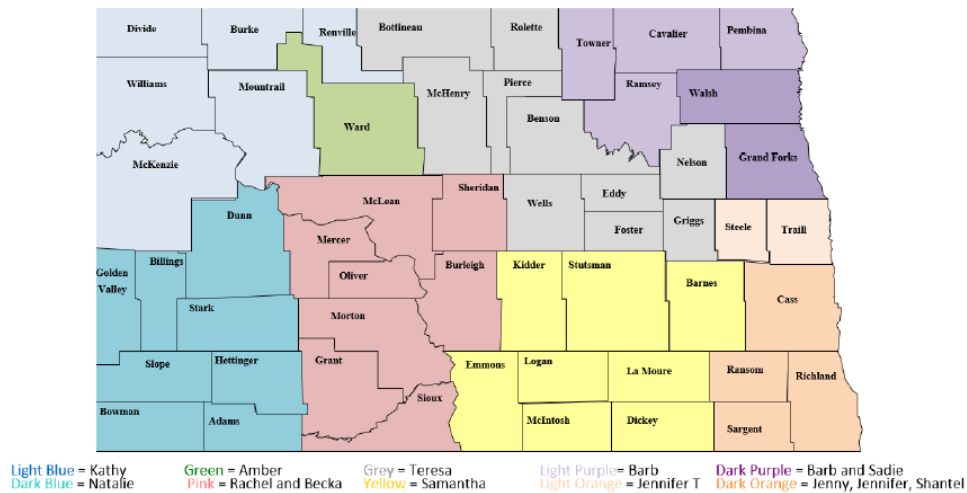 Divide Burke Renville Bottineau Rolette Towner Cavalier Pembina
Williams Mountrail McHenry Pierce Ramsey Walsh
Ward Benson
McKenzie Nelson Grand Forks
Dunn McLean Sheridan Wells Eddy
Mercer Foster Griggs Steele Traill
Golden
Valley
Billings Oliver Burleigh Kidder Stutsman Barnes Cass
Stark Morton
Slope Hettinger Grant Emmons Logan La Moure Ransom Richland
Bowman Adams Sioux McIntosh Dickey Sargent
Light Blue = Kathy Green = Amber Grey = Teresa Light Purple= Barb Dark Purple = Barb and Sadie
Dark Blue = Natalie Pink = Rachel and Becka Yellow = Samantha Light Orange = Jennifer T Dark Orange = Jenny, Jennifer, Shantel